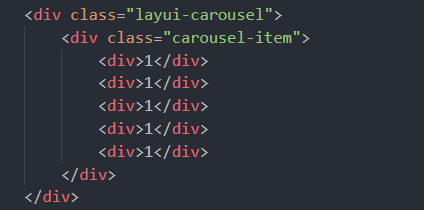 <div class="layui-carousel">
    <div class="carousel-item">
        <div>1</div>
        <div>1</div>
        <div>1</div>
        <div>1</div>
        <div>1</div>
    </div>
</div>